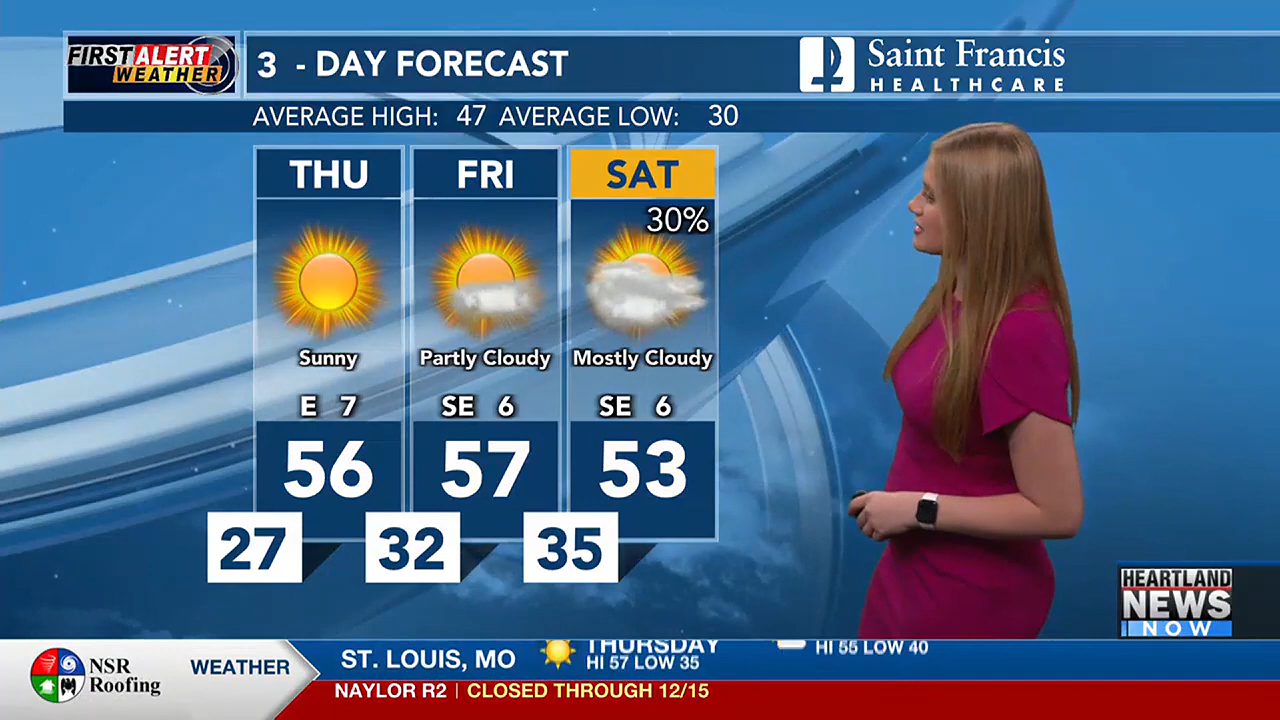 FIRST ALERT
WEATHER
3 - DAY FORECAST
Saint Francis
HEALTHCARE
AVERAGE HIGH: 47 AVERAGE LOW: 30
THU
FRI
SAT
30%
Sunny
Partly Cloudy
Mostly Cloudy
E 7
SE 6
SE 6
56
57
53
27
32
35
HEARTLAND
NEWS
NOW
NSR
Roofing
WEATHER
ST. LOUIS, MO
THURSDAY
HI 57 LOW 35
HI 55 LOW 40
NAYLOR R2 | CLOSED THROUGH 12/15